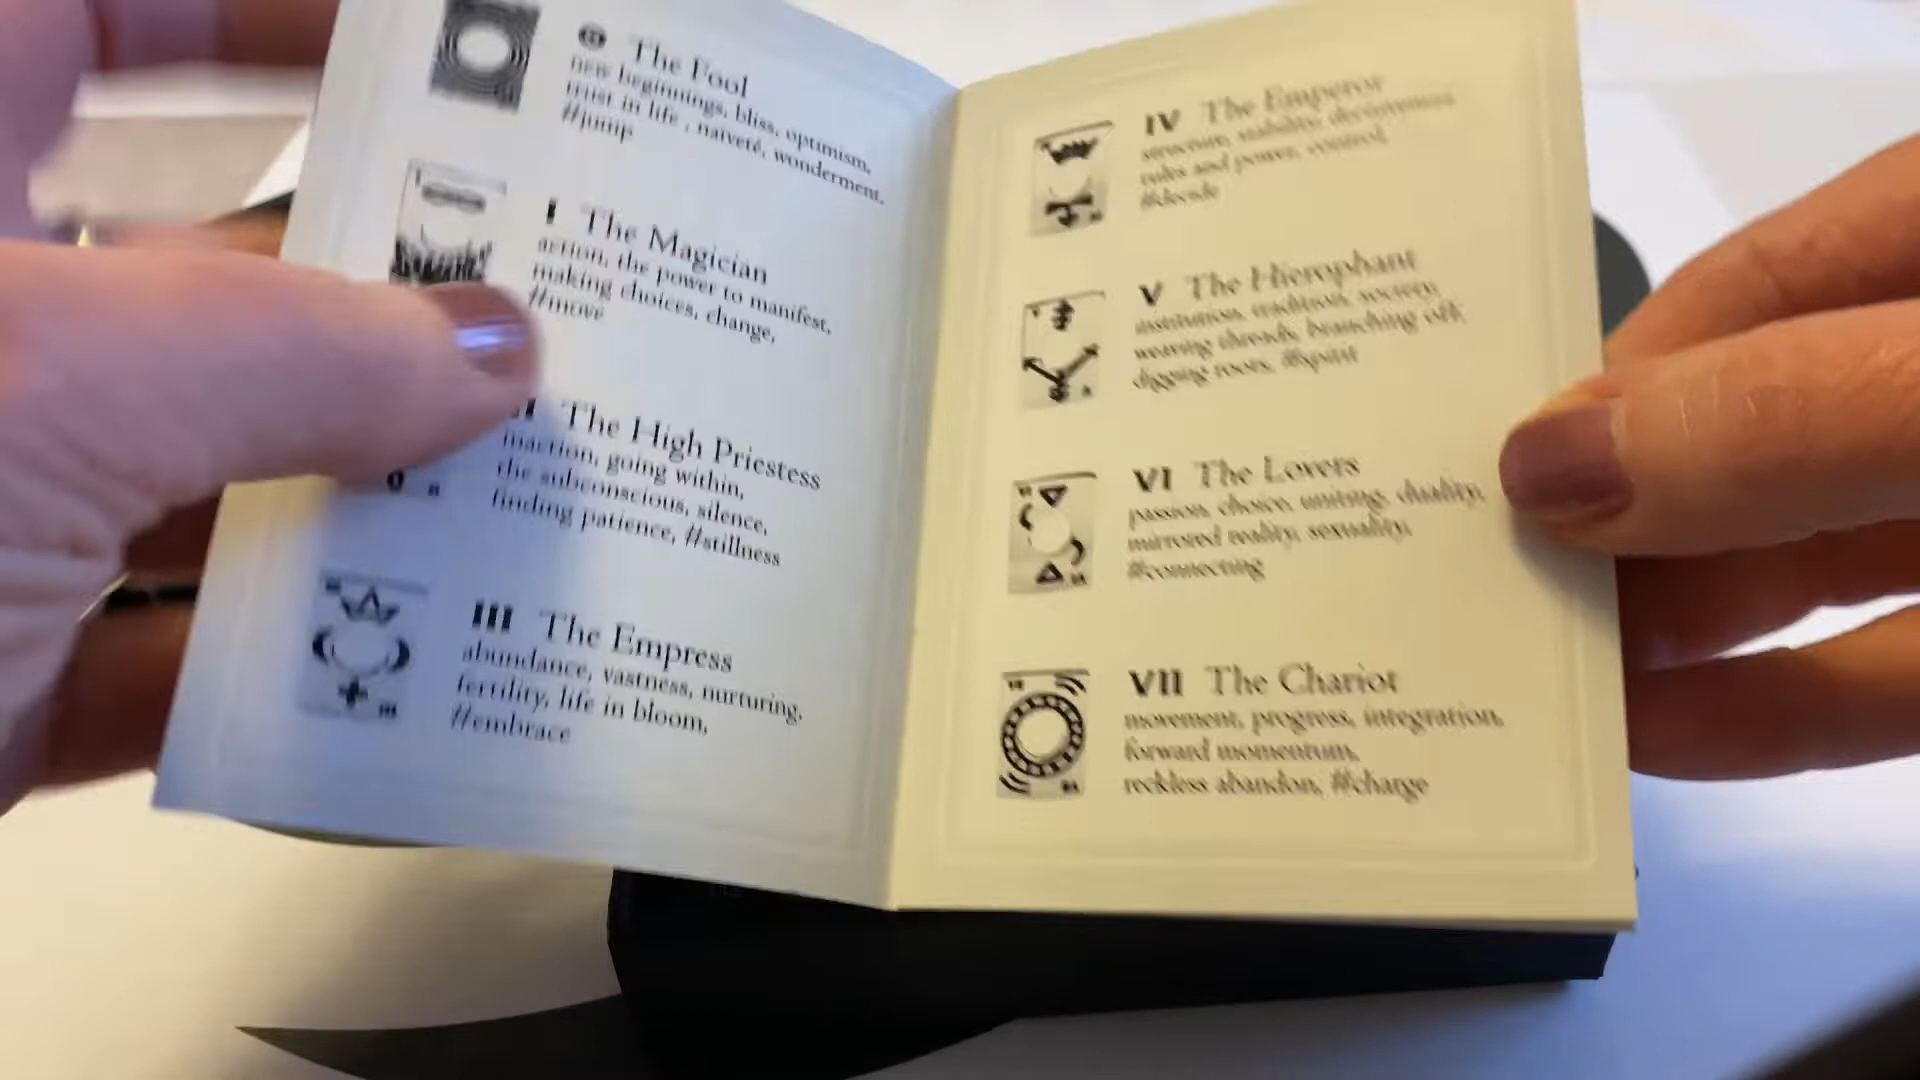 0 The Fool
new beginnings, bliss, optimism,
trust in life , naiveté, wonderment,
#jump
I The Magician
action, the power to manifest,
making choices, change,
#move
The High Priestess
inaction, going within,
the subconscious, silence,
finding patience, #stillness
III The Empress
abundance, vastness, nurturing,
fertility, life in bloom,
#embrace
IV The Emperor
structure, stability, decisiveness
rules and power, control,
#decide
V The Hierophant
institution, tradition, society,
weaving threads, branching off,
digging roots, #spirit
VI The Lovers
passion, choice, uniting, duality,
mirrored reality, sexuality,
#connecting
VII The Chariot
movement, progress, integration,
forward momentum,
reckless abandon, #charge